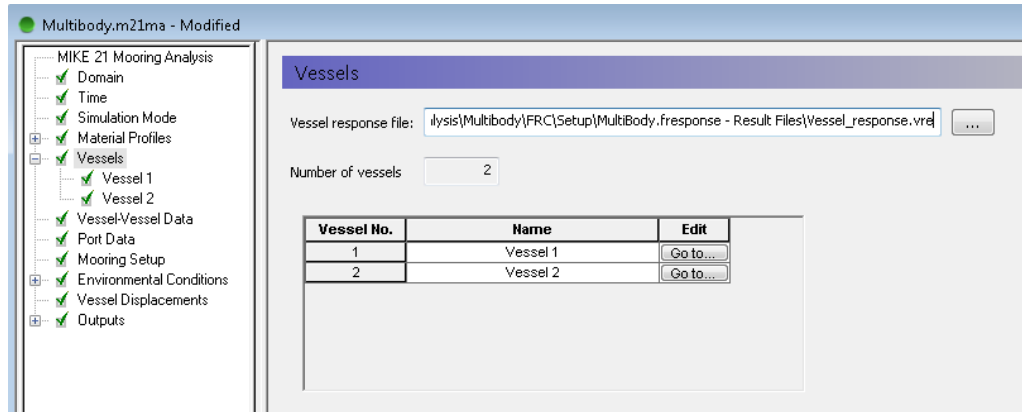 Multibody.m21ma - Modified
MIKE 21 Mooring Analysis
Domain
Time
Simulation Mode
Material Profiles
Vessels
Vessel 1
Vessel 2
Vessel-Vessel Data
Port Data
Mooring Setup
Environmental Conditions
Vessel Displacements
Outputs
Vessels
Vessel response file: ılysis\Multibody\FRC\Setup\MultiBody.fresponse - Result Files\Vessel_response.vre ...
Number of vessels 2
Vessel No. Name Edit
1 Vessel 1 Go to...
2 Vessel 2 Go to...